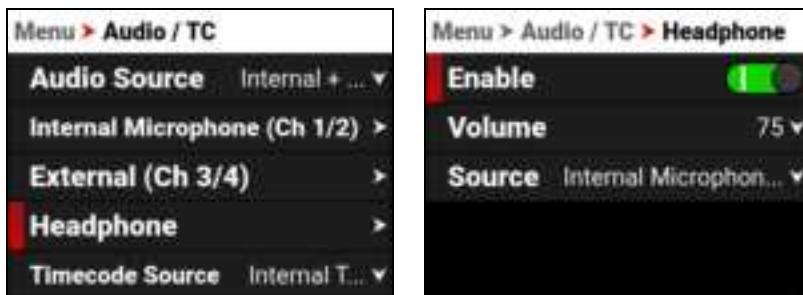 Menu > Audio / TC
Audio Source Internal + ...
Internal Microphone (Ch 1/2) >
External (Ch 3/4) >
Headphone >
Timecode Source Internal T...
Menu > Audio / TC > Headphone
Enable
Volume 75
Source Internal Microphon...